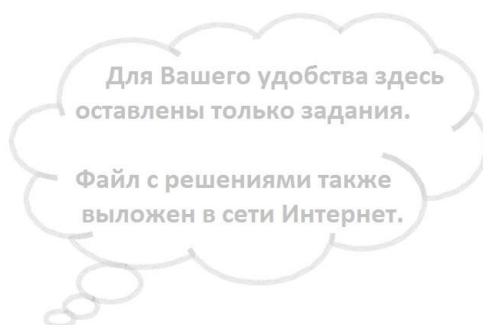 Для Вашего удобства здесь
оставлены только задания.
Файл с решениями также
выложен в сети Интернет.